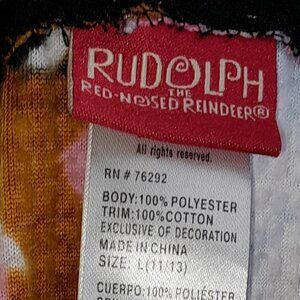 RUDOLPH
THE
RED-NOSED REINDEER®
All rights reserved.
RN # 76292
BODY:100% POLYESTER
TRIM:100%COTTON
EXCLUSIVE OF DECORATION
MADE IN CHINA
SIZE: L(11/13)
CUERPO:100% POLIÉSTER